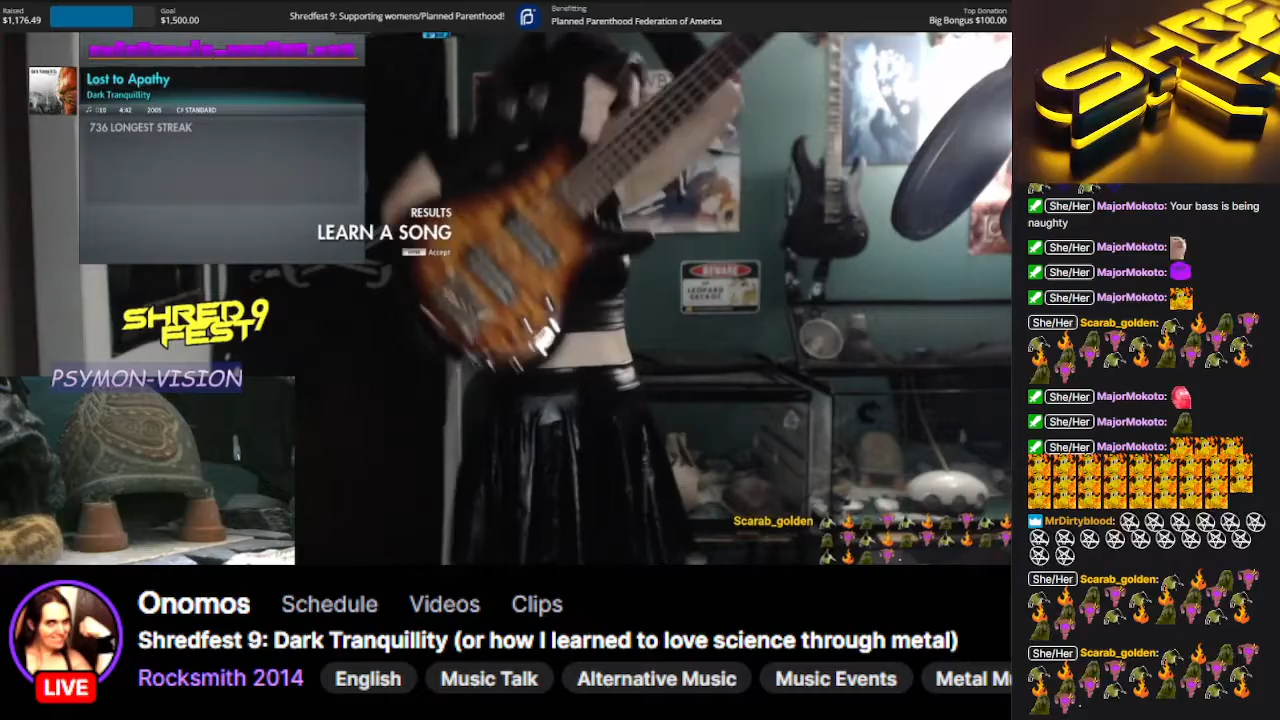 Raised
$1,176.49
Goal
$1,500.00
Shredfest 9: Supporting womens/Planned Parenthood!
Benefitting
Planned Parenthood Federation of America
Top Donation
Big Bongus $100.00
Lost to Apathy
Dark Tranquillity
4:42 2005 C# STANDARD
736 LONGEST STREAK
RESULTS
LEARN A SONG
Accept
BEWARE
LEOPARD
GECKOS
SHRED 9
FEST
PSYMON-VISION
Scarab_golden
SHRED
She/Her MajorMokoto: Your bass is being
naughty
She/Her MajorMokoto:
She/Her MajorMokoto:
She/Her MajorMokoto:
She/Her Scarab_golden:
She/Her MajorMokoto:
She/Her MajorMokoto:
She/Her MajorMokoto:
MrDirtyblood:
She/Her Scarab_golden:
She/Her Scarab_golden:
Onomos Schedule Videos Clips
Shredfest 9: Dark Tranquillity (or how I learned to love science through metal)
LIVE
Rocksmith 2014 English Music Talk Alternative Music Music Events Metal M